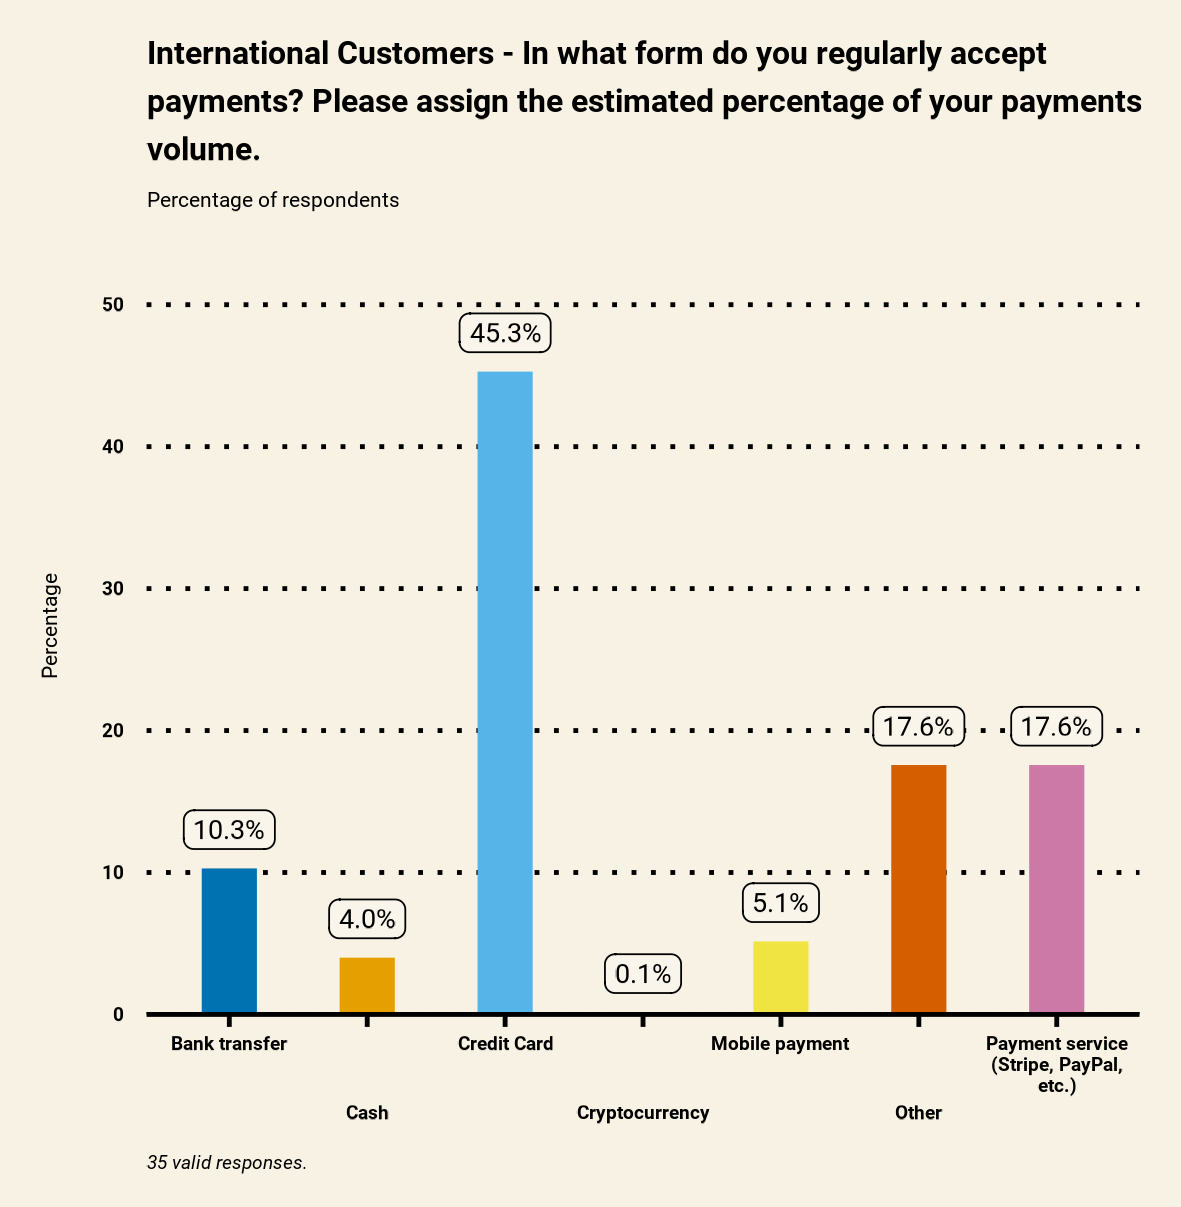 International Customers - In what form do you regularly accept
payments? Please assign the estimated percentage of your payments
volume.
Percentage of respondents
Percentage
50
40
30
20
10
0
45.3%
17.6%
17.6%
10.3%
5.1%
4.0%
0.1%
Bank transfer
Cash
Credit Card
Cryptocurrency
Mobile payment
Other
Payment service
(Stripe, PayPal,
etc.)
35 valid responses.